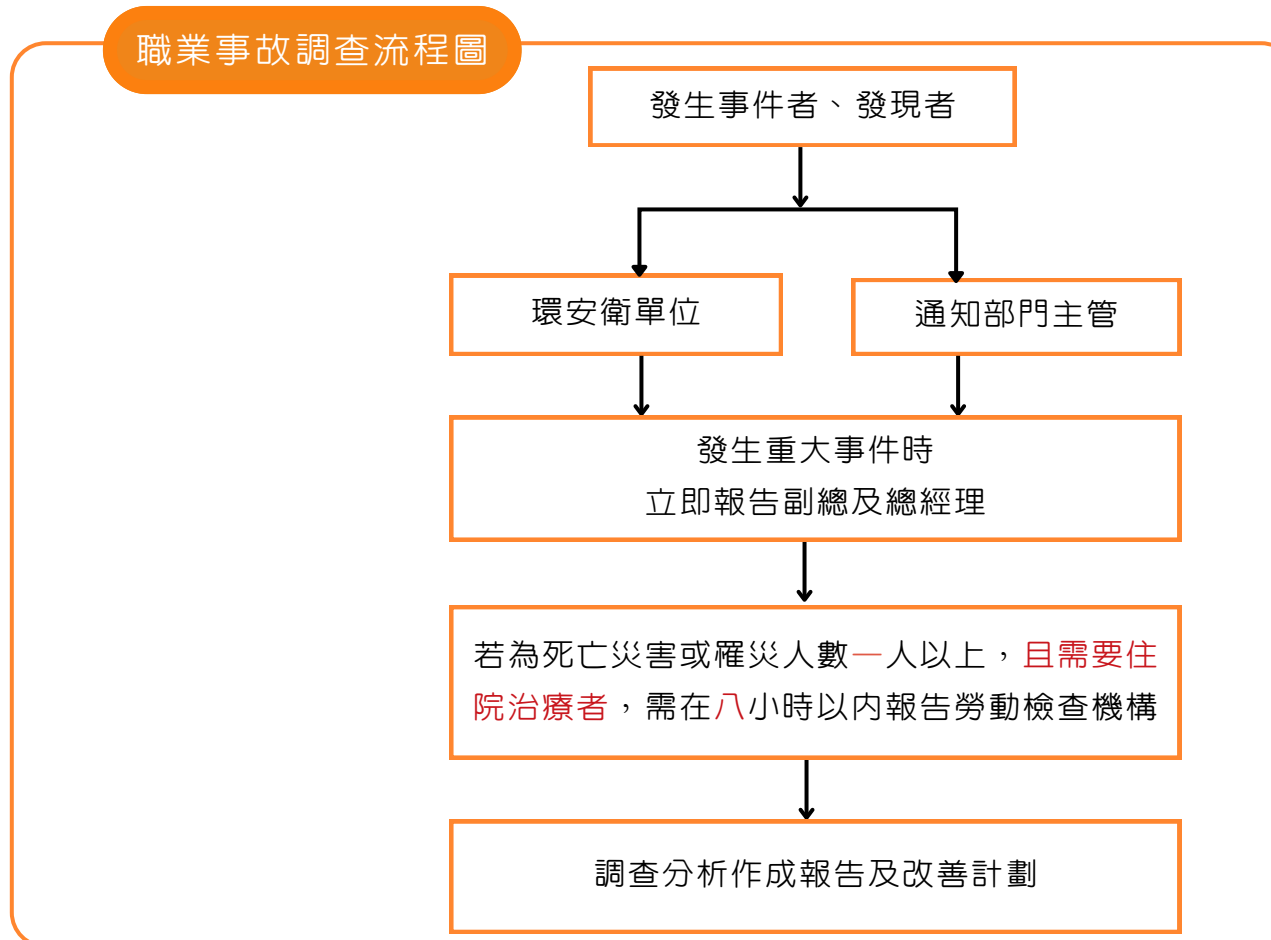 職業事故調查流程圖
發生事件者、發現者
環安衛單位
通知部門主管
發生重大事件時
立即報告副總及總經理
若為死亡災害或罹災人數一人以上，且需要住
院治療者，需在八小時以內報告勞動檢查機構
調查分析作成報告及改善計劃